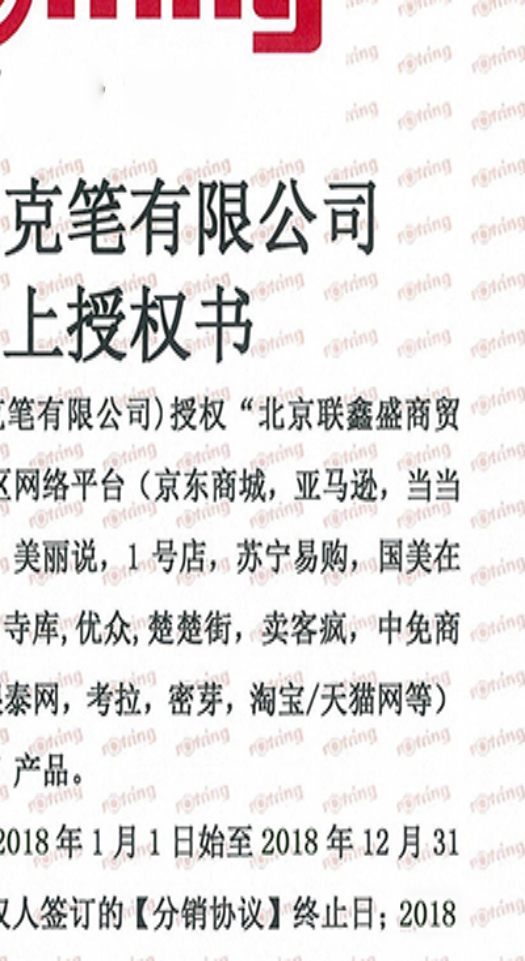 克笔有限公司
上授权书
笔有限公司)授权“北京联鑫盛商贸
区网络平台（京东商城，亚马逊，当当
美丽说，1 号店，苏宁易购，国美在
寺库,优众,楚楚街，卖客疯，中免商
泰网，考拉，密芽，淘宝/天猫网等）
产品。
2018 年 1 月 1 日始至 2018 年 12 月 31
人签订的【分销协议】终止日；2018